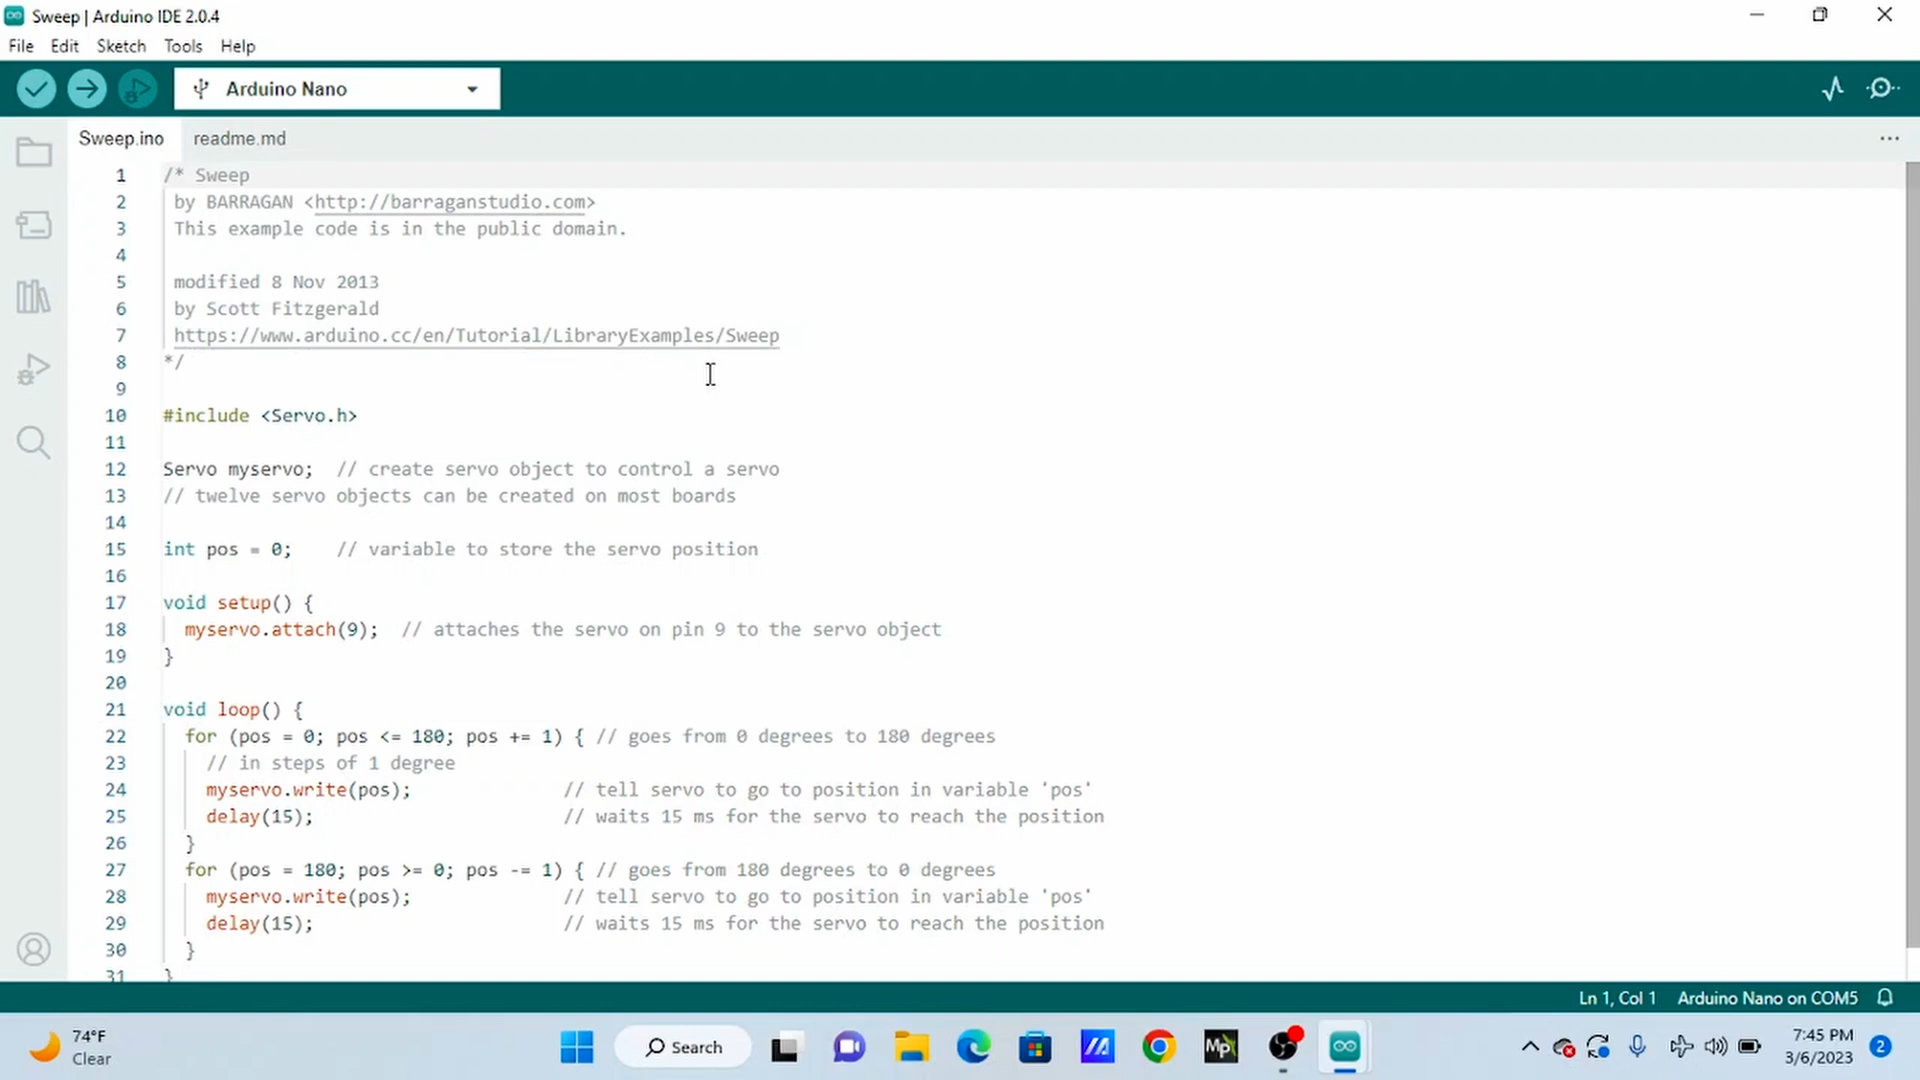 Sweep | Arduino IDE 2.0.4
File Edit Sketch Tools Help
Arduino Nano
Sweep.ino readme.md
1 /* Sweep
2 by BARRAGAN <http://barraganstudio.com>
3 This example code is in the public domain.
4
5 modified 8 Nov 2013
6 by Scott Fitzgerald
7 https://www.arduino.cc/en/Tutorial/LibraryExamples/Sweep
8 */
9
10 #include <Servo.h>
11
12 Servo myservo;  // create servo object to control a servo
13 // twelve servo objects can be created on most boards
14
15 int pos = 0;    // variable to store the servo position
16
17 void setup() {
18   myservo.attach(9);  // attaches the servo on pin 9 to the servo object
19 }
20
21 void loop() {
22   for (pos = 0; pos <= 180; pos += 1) { // goes from 0 degrees to 180 degrees
23     // in steps of 1 degree
24     myservo.write(pos);              // tell servo to go to position in variable 'pos'
25     delay(15);                       // waits 15 ms for the servo to reach the position
26   }
27   for (pos = 180; pos >= 0; pos -= 1) { // goes from 180 degrees to 0 degrees
28     myservo.write(pos);              // tell servo to go to position in variable 'pos'
29     delay(15);                       // waits 15 ms for the servo to reach the position
30   }
31 }
Ln 1, Col 1 Arduino Nano on COM5
74°F
Clear
Search
Mp
7:45 PM
3/6/2023
2